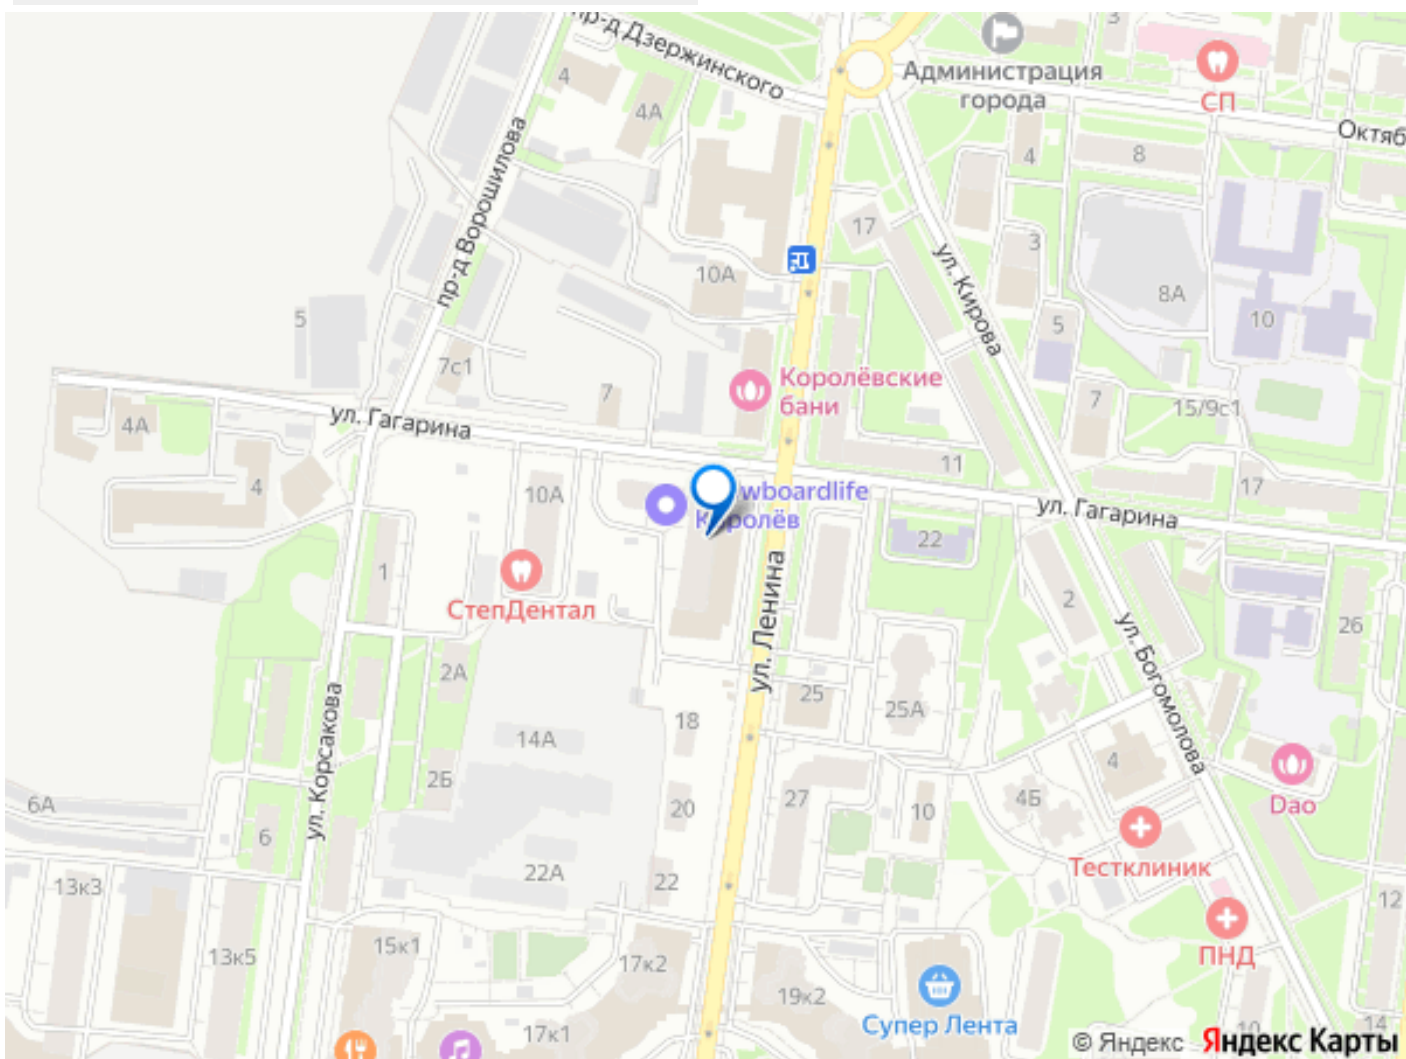 пр-д Дзержинского
Администрация
города
3
СП
Октяб
4
4А
4
8
пр-д Ворошилова
17
ул. Кирова
3
10А
8А
10
5
5
7с1
7
Королёвские
бани
7
15/9с1
ул. Гагарина
4А
11
4
10А
wboardlife
Королёв
17
ул. Гагарина
22
1
СтепДентал
ул. Ленина
2
ул. Богомолова
26
2А
25
25А
ул. Корсакова
18
14А
2Б
4
4Б
Dao
6А
6
20
27
10
Тестклиник
13к3
22А
22
12
13к5
15к1
17к2
ПНД
19к2
17к1
Супер Лента
10
14
© Яндекс Яндекс Карты